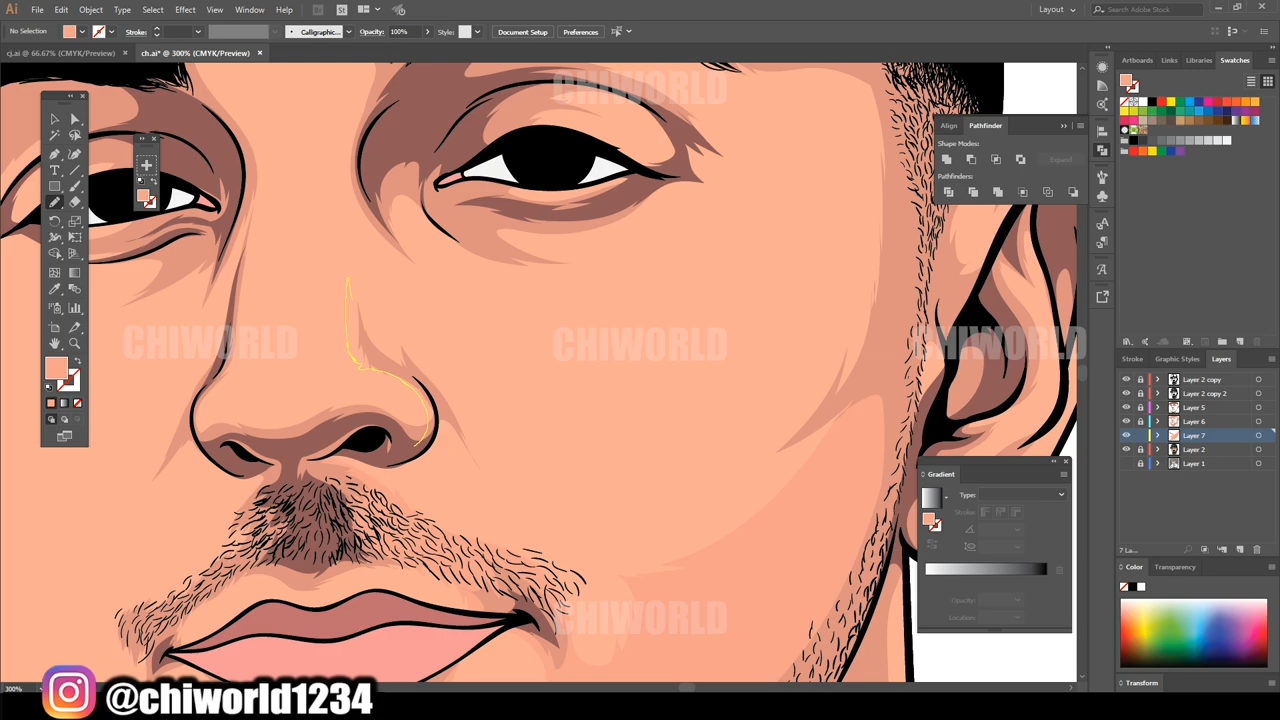 Ai File Edit Object Type Select Effect View Window Help Br St Layout Search Adobe Stock
No Selection Stroke: Calligraphic... Opacity: 100% Style: Document Setup Preferences
cj.ai @ 66.67% (CMYK/Preview) × ch.ai* @ 300% (CMYK/Preview) ×
Artboards Links Libraries Swatches
CHIWORLD
Align Pathfinder
Shape Modes:
Expand
Pathfinders:
CHIWORLD CHIWORLD CHIWORLD
Stroke Graphic Styles Layers
Layer 2 copy
Layer 2 copy 2
Layer 5
Layer 6
Layer 7
Layer 2
Layer 1
Gradient
Type:
Stroke:
Opacity:
Location:
7 La...
Color Transparency
CHIWORLD
Transform
300%
@chiworld1234